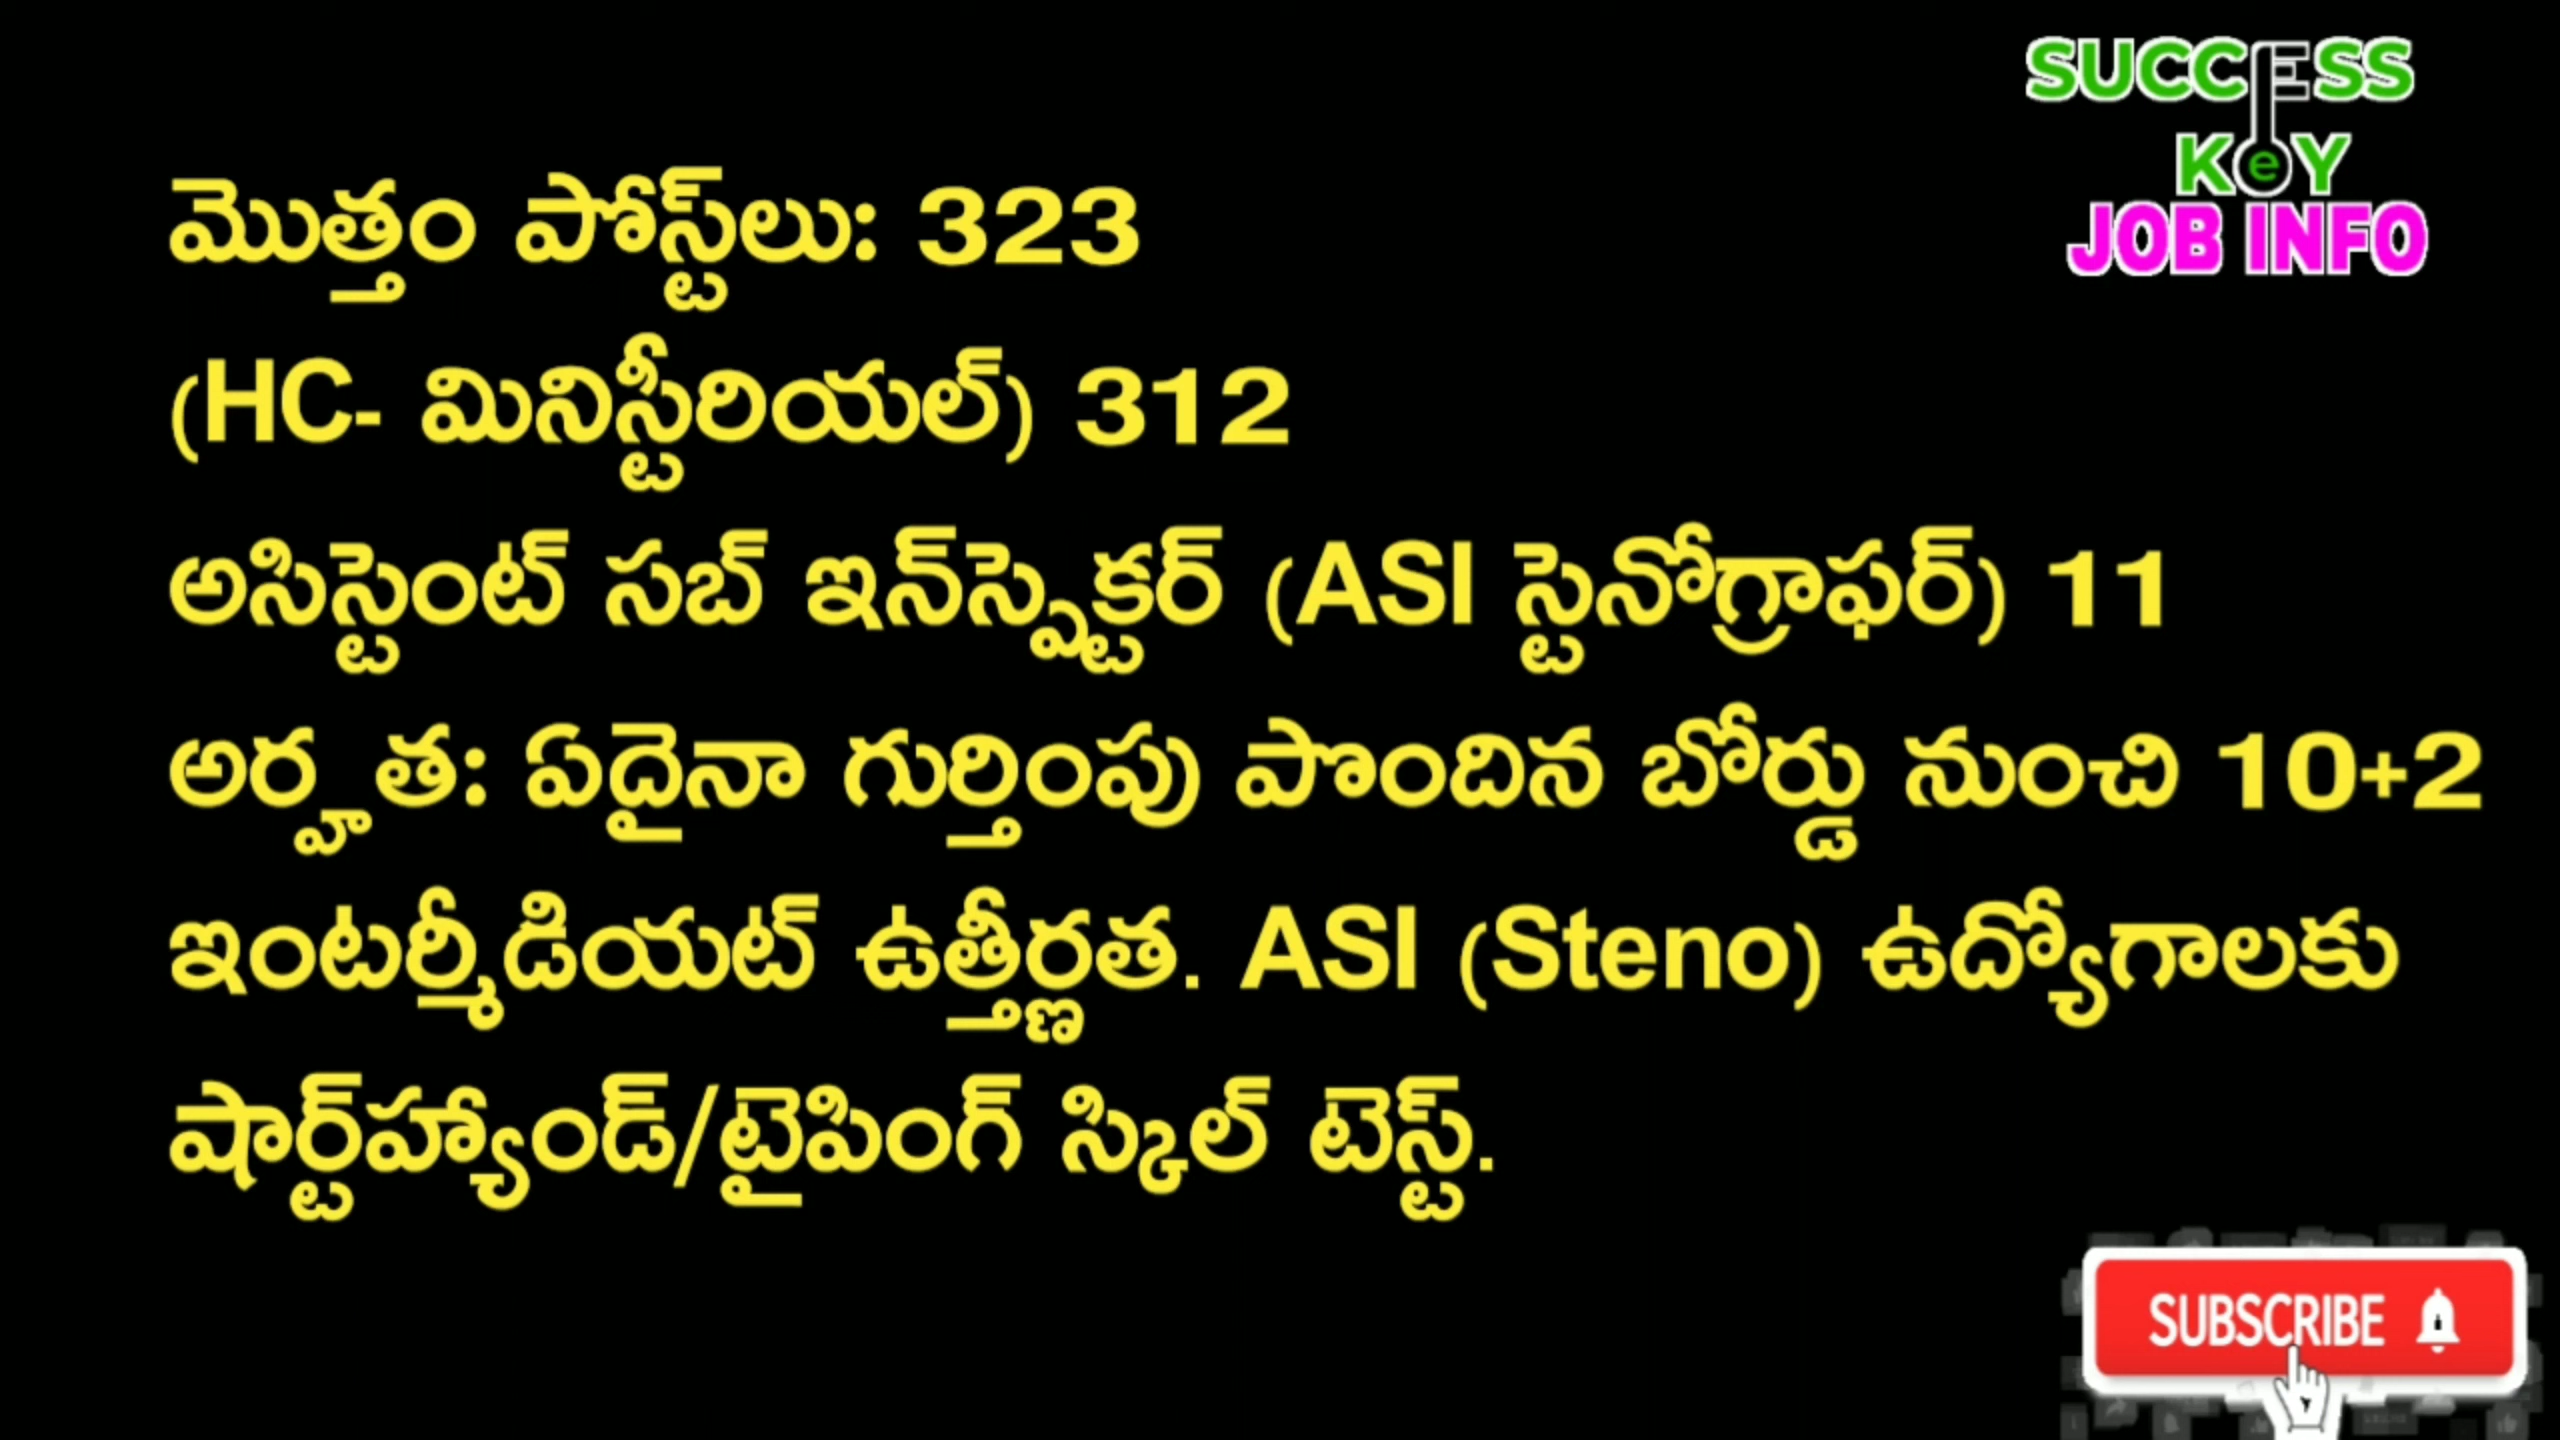 SUCCESS
KeY
JOB INFO
మొత్తం పోస్ట్‌లు: 323
(HC- మినిస్టీరియల్) 312
అసిస్టెంట్ సబ్ ఇన్‌స్పెక్టర్ (ASI స్టెనోగ్రాఫర్) 11
అర్హత: ఏదైనా గుర్తింపు పొందిన బోర్డు నుంచి 10+2
ఇంటర్మీడియట్ ఉత్తీర్ణత. ASI (Steno) ఉద్యోగాలకు
షార్ట్‌హ్యాండ్/టైపింగ్ స్కిల్ టెస్ట్.
SUBSCRIBE